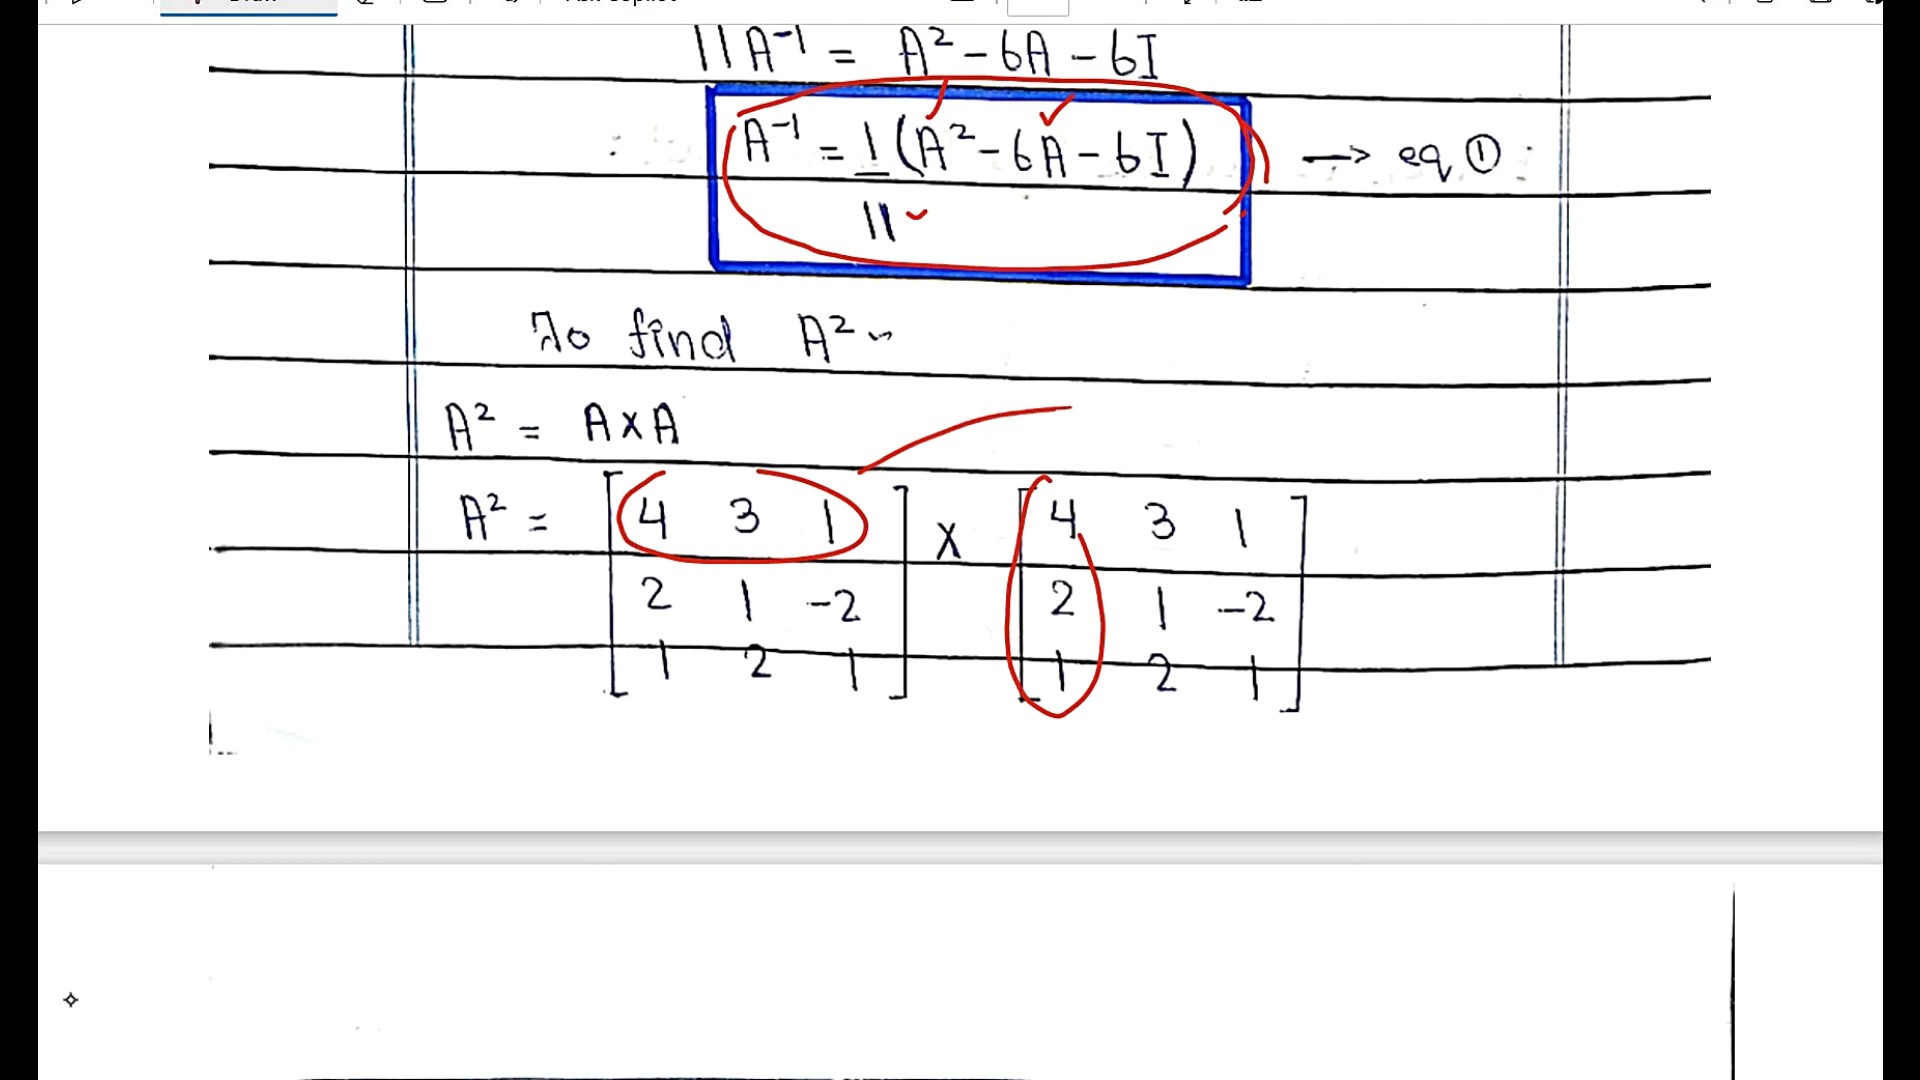 11A⁻¹ = A² - 6A - 6I
A⁻¹ = 1/11 (A² - 6A - 6I) → eq ①
To find A² -
A² = A x A
A² = [4 3 1] x [4 3 1]
[2 1 -2] [2 1 -2]
[1 2 1] [1 2 1]